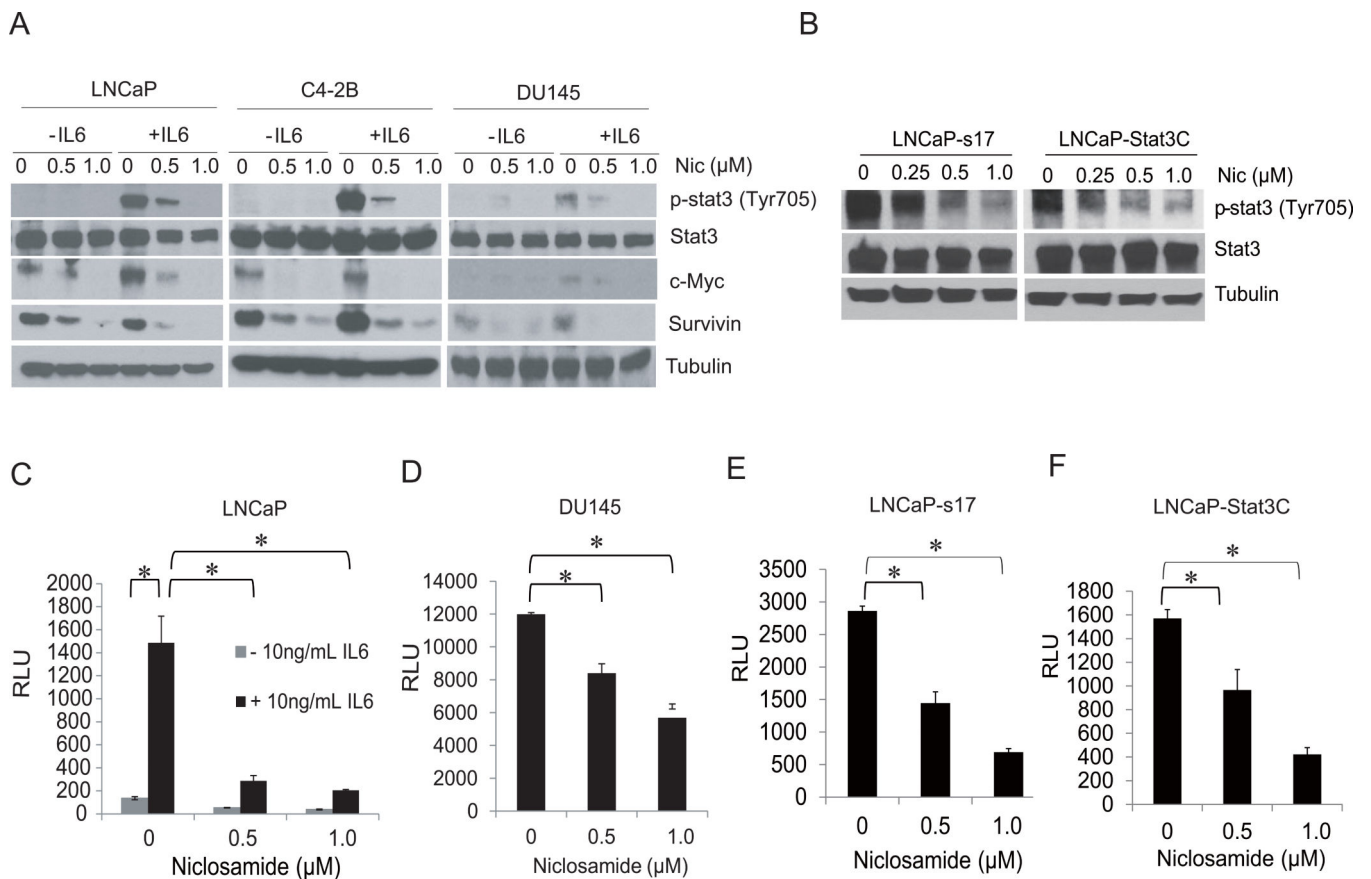 A
B
LNCaP
C4-2B
DU145
-IL6
+IL6
-IL6
+IL6
-IL6
+IL6
0 0.5 1.0 0 0.5 1.0
0 0.5 1.0 0 0.5 1.0
0 0.5 1.0 0 0.5 1.0
Nic (μM)
p-stat3 (Tyr705)
Stat3
c-Myc
Survivin
Tubulin
LNCaP-s17
LNCaP-Stat3C
0 0.25 0.5 1.0
0 0.25 0.5 1.0
Nic (μM)
p-stat3 (Tyr705)
Stat3
Tubulin
C
LNCaP
*
*
*
2000
1800
1600
1400
1200
1000
800
600
400
200
0
RLU
- 10ng/mL IL6
+ 10ng/mL IL6
0 0.5 1.0
Niclosamide (μM)
D
DU145
*
*
14000
12000
10000
8000
6000
4000
2000
0
RLU
0 0.5 1.0
Niclosamide (μM)
E
LNCaP-s17
*
*
3500
3000
2500
2000
1500
1000
500
0
RLU
0 0.5 1.0
Niclosamide (μM)
F
LNCaP-Stat3C
*
*
1800
1600
1400
1200
1000
800
600
400
200
0
RLU
0 0.5 1.0
Niclosamide (μM)